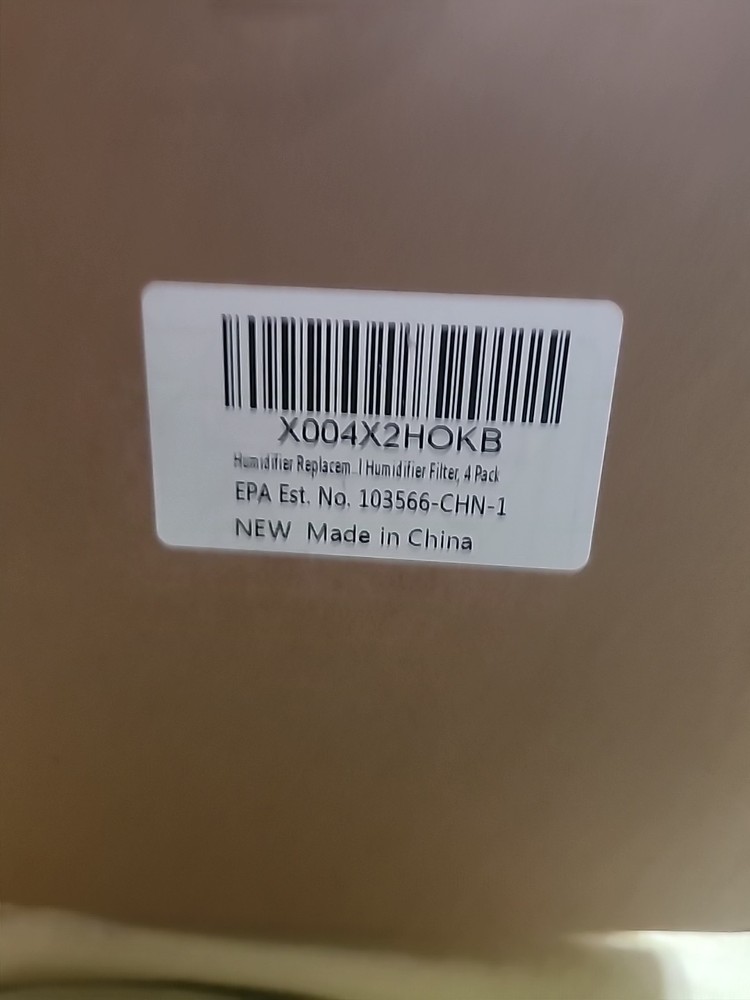 X004X2HOKB
Humidifier Replacem...l Humidifier Filter, 4 Pack
EPA Est. No. 103566-CHN-1
NEW Made in China